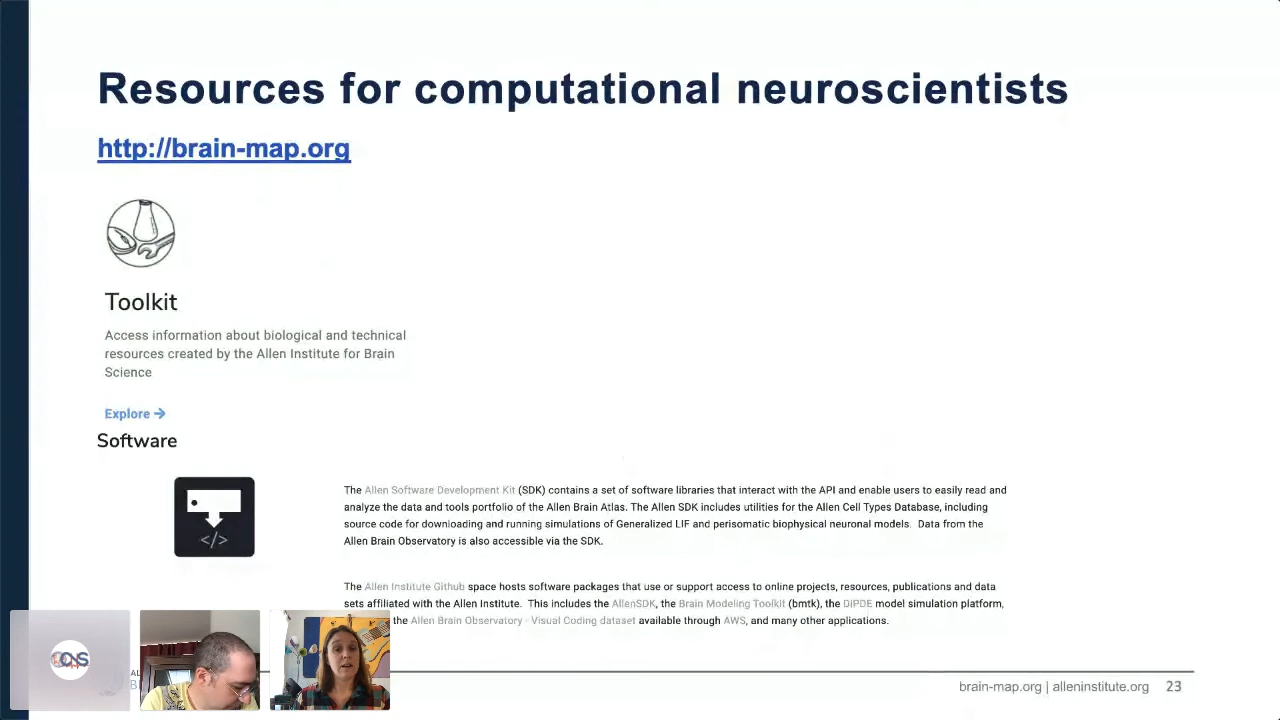 Resources for computational neuroscientists
http://brain-map.org
Toolkit
Access information about biological and technical
resources created by the Allen Institute for Brain
Science
Explore →
Software
The Allen Software Development Kit (SDK) contains a set of software libraries that interact with the API and enable users to easily read and
analyze the data and tools portfolio of the Allen Brain Atlas. The Allen SDK includes utilities for the Allen Cell Types Database, including
source code for downloading and running simulations of Generalized LIF and perisomatic biophysical neuronal models. Data from the
Allen Brain Observatory is also accessible via the SDK.
</>
The Allen Institute Github space hosts software packages that use or support access to online projects, resources, publications and data
sets affiliated with the Allen Institute. This includes the AllenSDK, the Brain Modeling Toolkit (bmtk), the DiPDE model simulation platform,
the Allen Brain Observatory - Visual Coding dataset available through AWS, and many other applications.
brain-map.org | alleninstitute.org 23